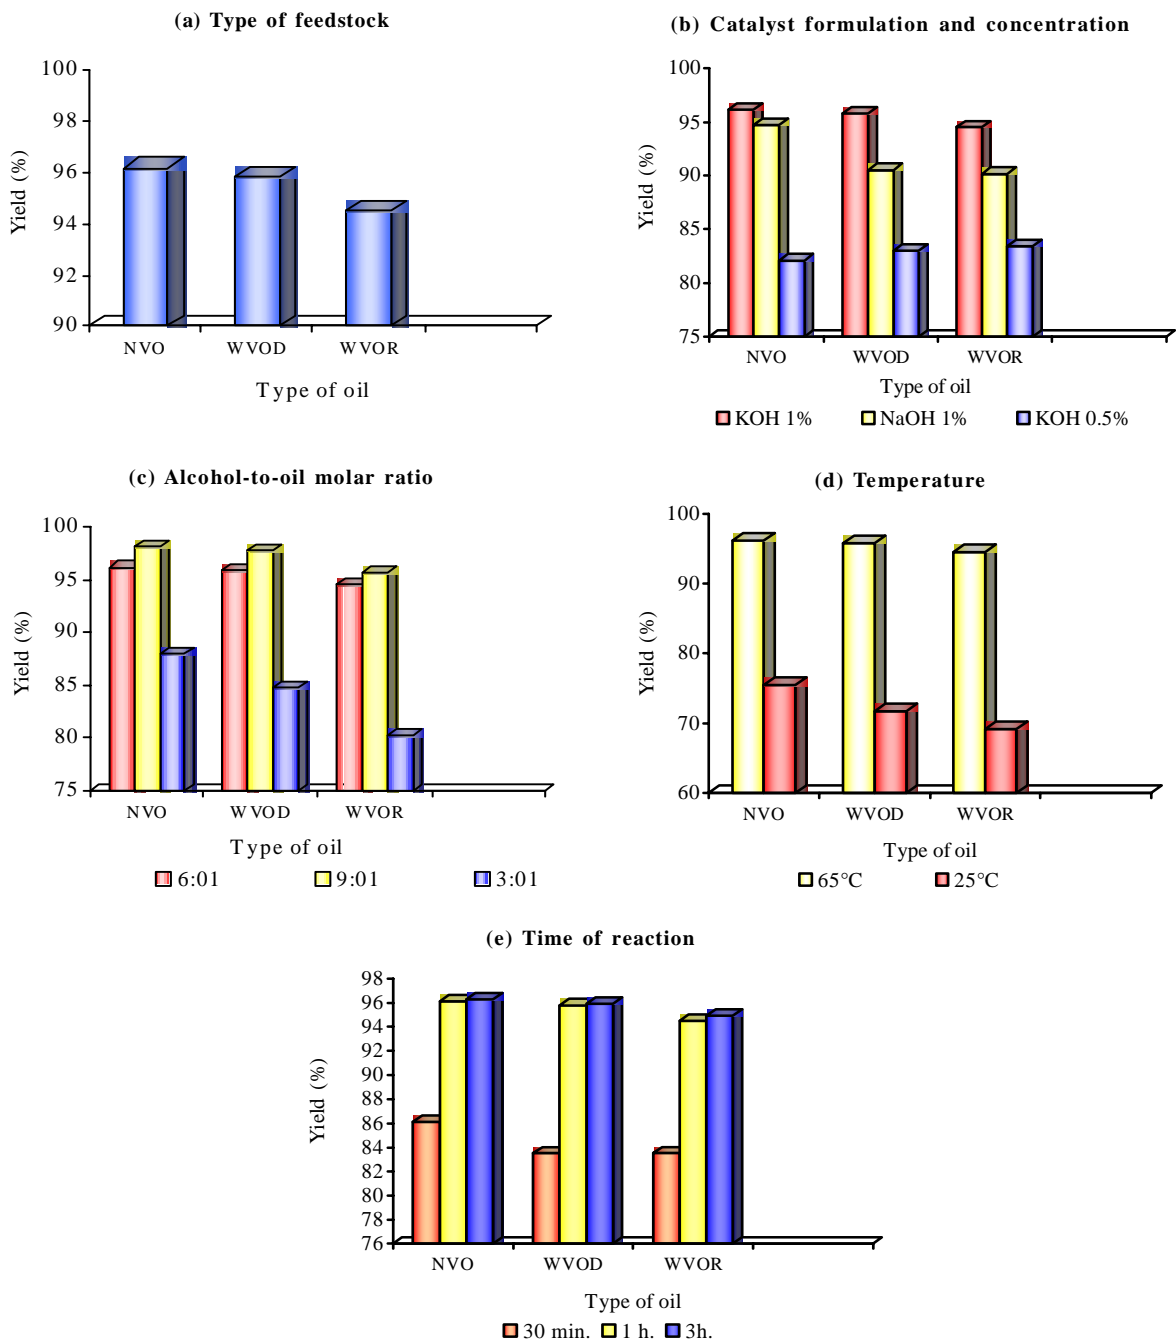 (a) Type of feedstock
100
98
96
94
92
90
Yield (%)
NVO WVOD WVOR
Type of oil
(b) Catalyst formulation and concentration
100
95
90
85
80
75
Yield (%)
NVO WVOD WVOR
Type of oil
KOH 1% NaOH 1% KOH 0.5%
(c) Alcohol-to-oil molar ratio
100
95
90
85
80
75
Yield (%)
NVO WVOD WVOR
Type of oil
6:01 9:01 3:01
(d) Temperature
100
90
80
70
60
Yield (%)
NVO WVOD WVOR
Type of oil
65°C 25°C
(e) Time of reaction
98
96
94
92
90
88
86
84
82
80
78
76
Yield (%)
NVO WVOD WVOR
Type of oil
30 min. 1 h. 3h.